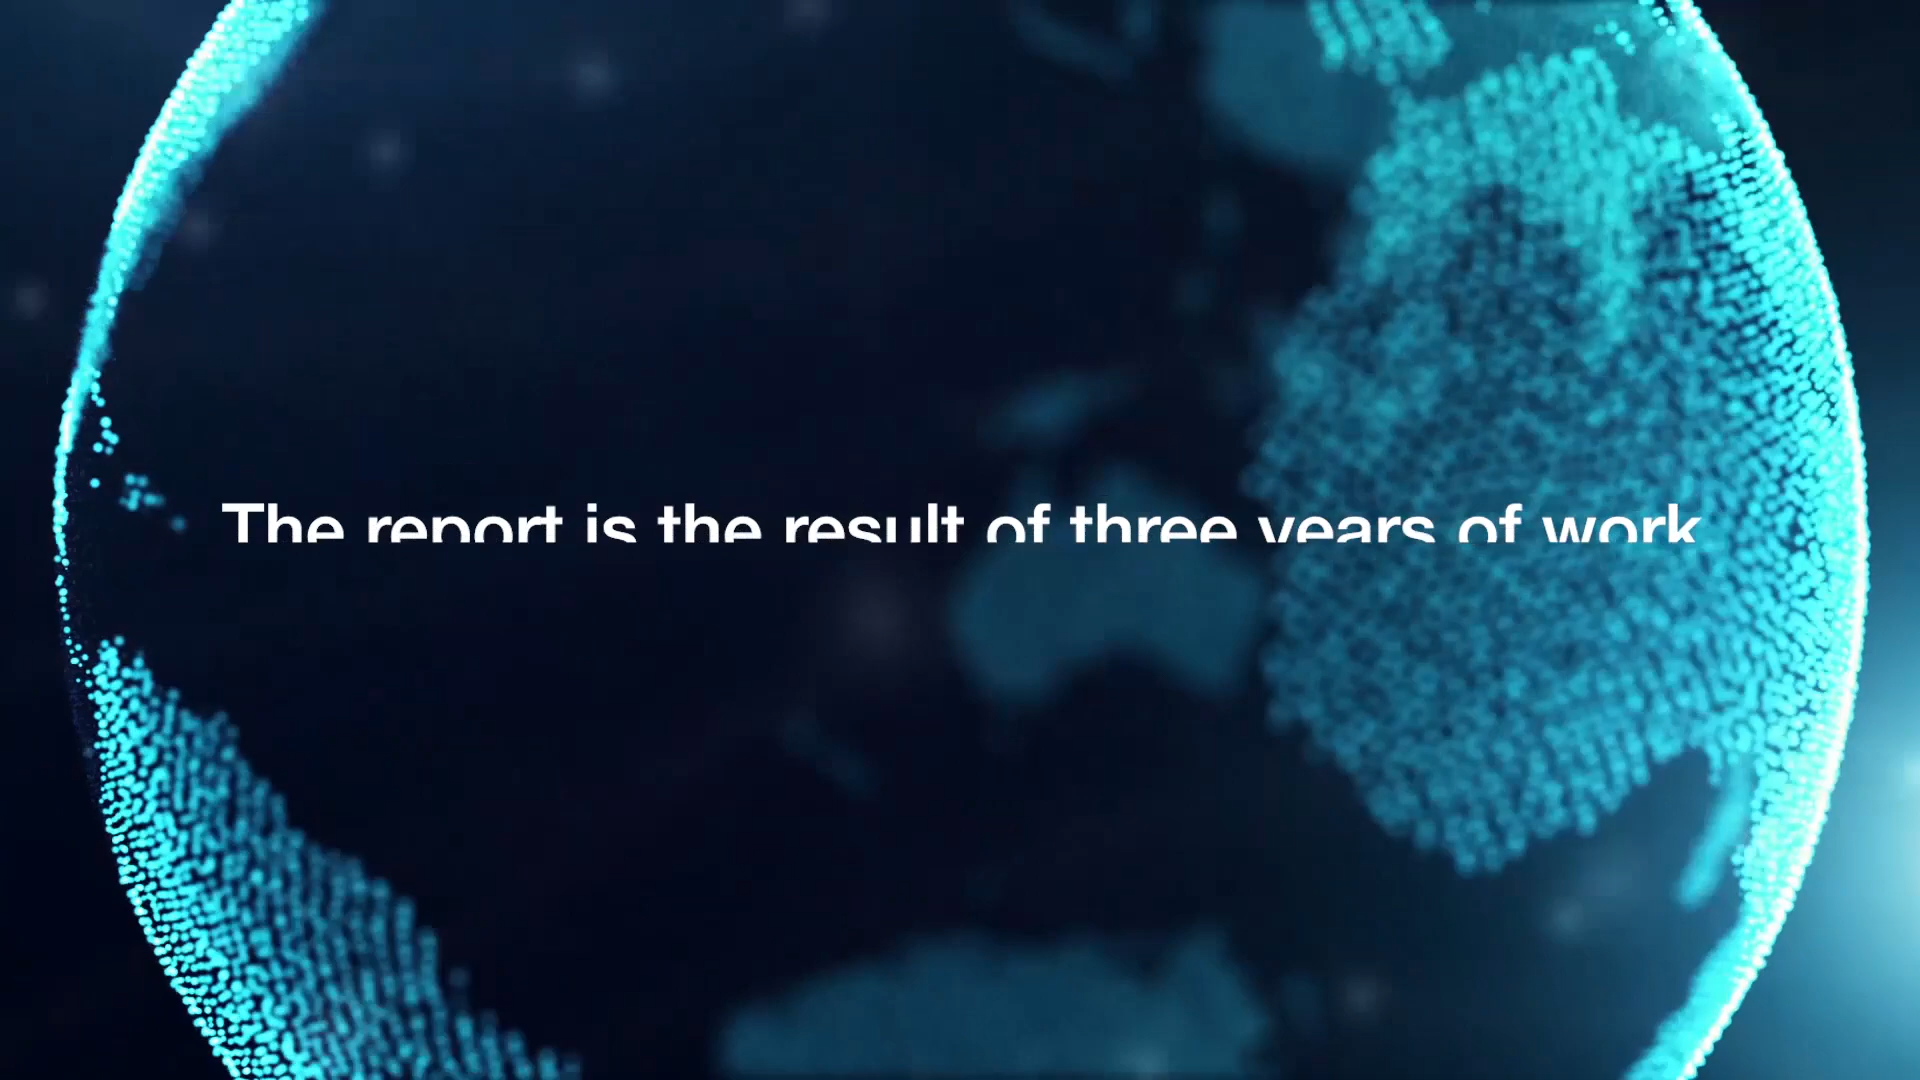 The report is the result of three years of work